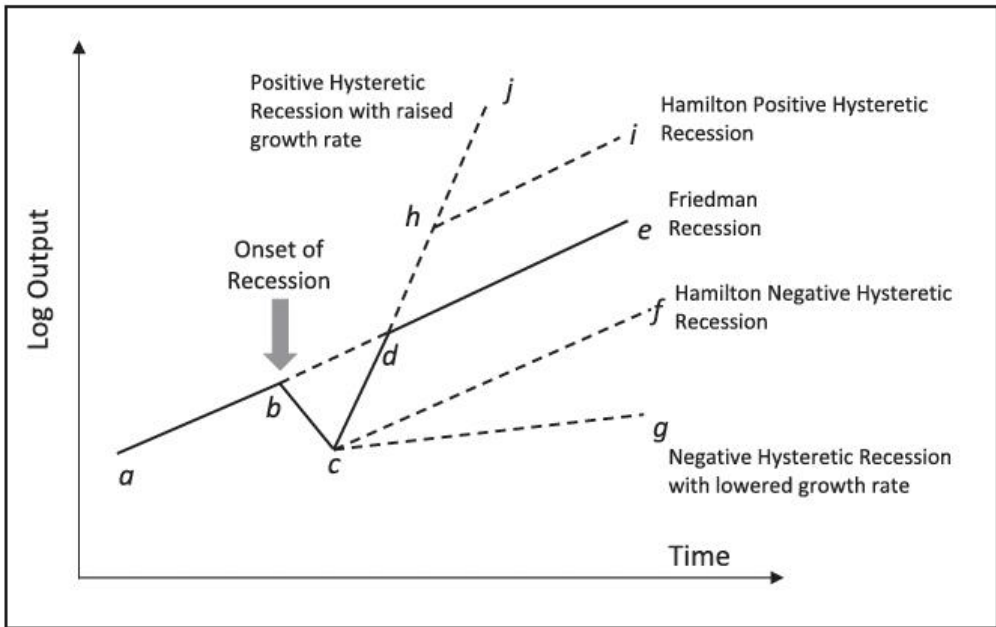 Positive Hysteretic
Recession with raised
growth rate
j
Hamilton Positive Hysteretic
Recession
i
h
Friedman
Recession
e
Onset of
Recession
Hamilton Negative Hysteretic
Recession
f
Log Output
d
b
c
a
g
Negative Hysteretic Recession
with lowered growth rate
Time